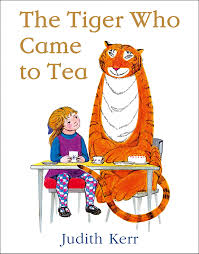 The Tiger Who
Came to Tea
Judith Kerr